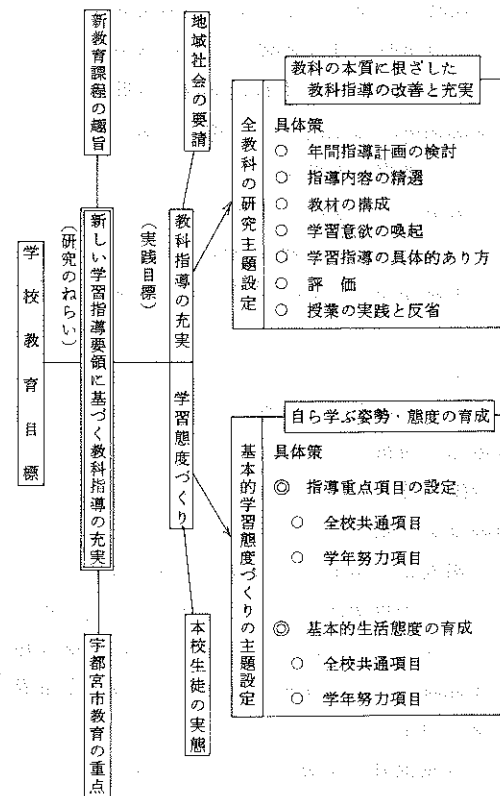 学校教育目標
(研究のねらい)
新教育課程の趣旨
新しい学習指導要領に基づく教科指導の充実
宇都宮市教育の重点
(実践目標)
地域社会の要請
教科指導の充実
学習態度づくり
本校生徒の実態
全教科の研究主題設定
教科の本質に根ざした
教科指導の改善と充実
具体策
○ 年間指導計画の検討
○ 指導内容の精選
○ 教材の構成
○ 学習意欲の喚起
○ 学習指導の具体的あり方
○ 評 価
○ 授業の実践と反省
基本的学習態度づくりの主題設定
自ら学ぶ姿勢・態度の育成
具体策
◎ 指導重点項目の設定
○ 全校共通項目
○ 学年努力項目
◎ 基本的生活態度の育成
○ 全校共通項目
○ 学年努力項目